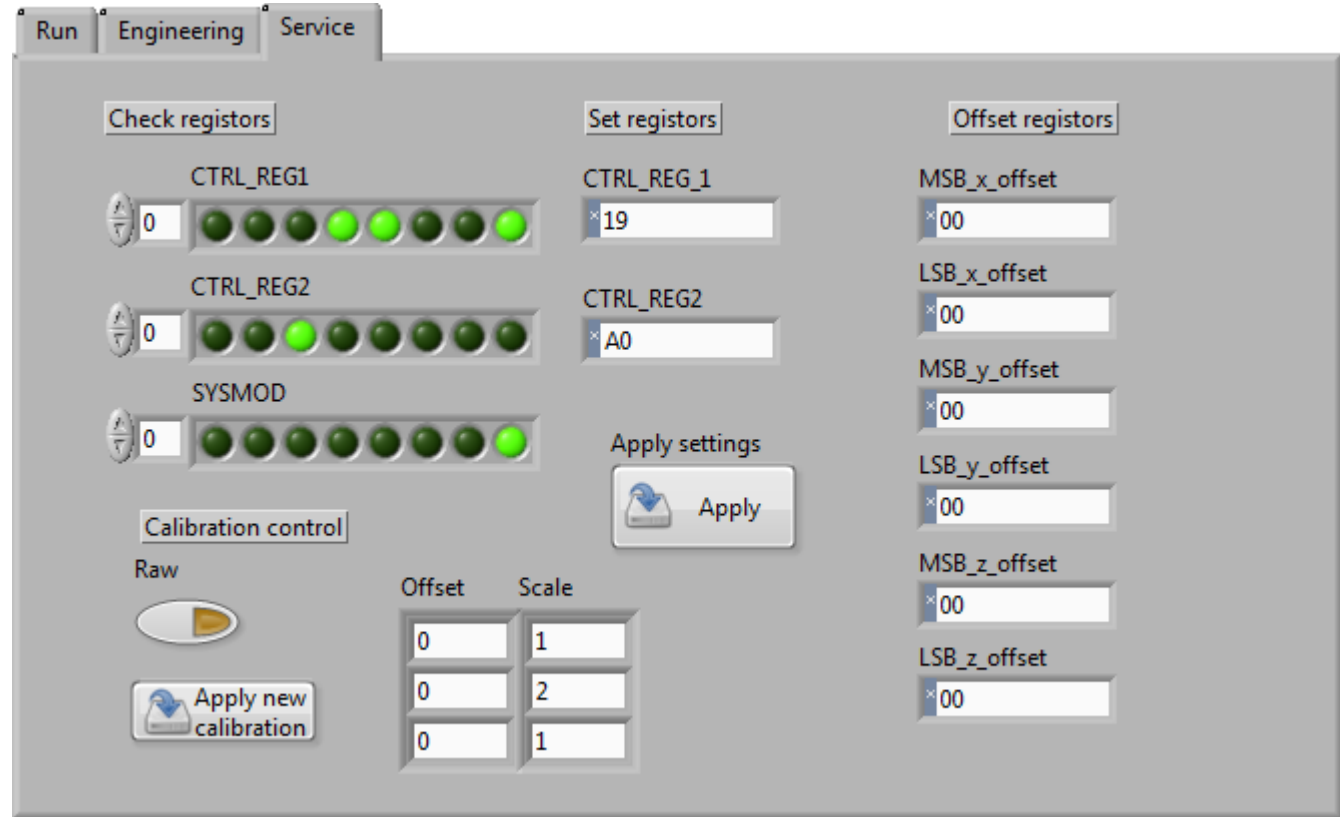 Run Engineering Service
Check registors
CTRL_REG1
0
CTRL_REG2
0
SYSMOD
0
Set registors
CTRL_REG_1
×19
CTRL_REG2
×A0
Apply settings
Apply
Offset registors
MSB_x_offset
×00
LSB_x_offset
×00
MSB_y_offset
×00
LSB_y_offset
×00
MSB_z_offset
×00
LSB_z_offset
×00
Calibration control
Raw
Apply new
calibration
Offset Scale
0 1
0 2
0 1